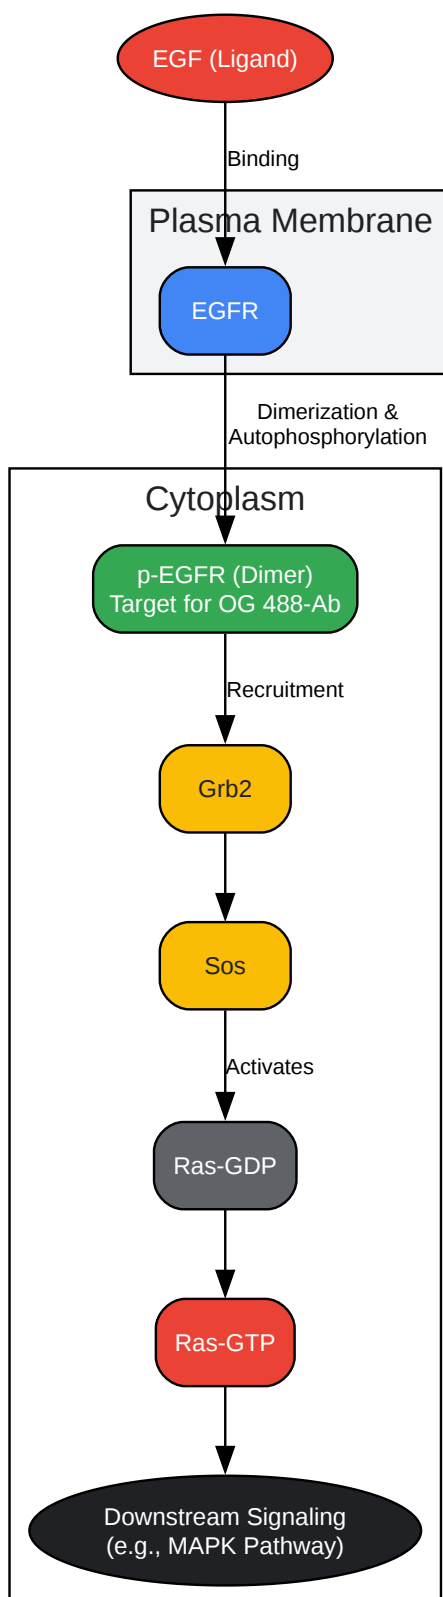 EGF (Ligand)
Binding
Plasma Membrane
EGFR
Dimerization &
Autophosphorylation
Cytoplasm
p-EGFR (Dimer)
Target for OG 488-Ab
Recruitment
Grb2
Sos
Activates
Ras-GDP
Ras-GTP
Downstream Signaling
(e.g., MAPK Pathway)